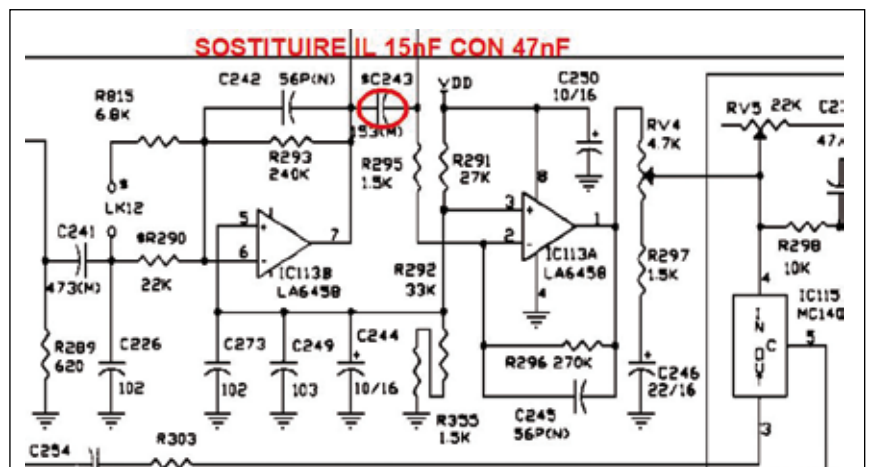 SOSTITUIRE IL 15nF CON 47nF
C242 56P(N) *C243 VDD C250
10/16
R815
6.8K
153(M)
RV5 22K
RV4
4.7K
R293
240K
R295
1.5K
R291
27K
8
*
LK12
C241
473(M)
*R290
22K
5
+
6
-
7
IC113B
LA6458
3
+
2
-
1
IC113A
LA6458
4
R292
33K
R297
1.5K
R298
10K
4
IC115
IN
OUT
C
5
3
R289
620
C226
102
C273
102
C249
103
C244
+
10/16
R296 270K
C245
56P(N)
+
C246
22/16
R355
1.5K
C254
R303